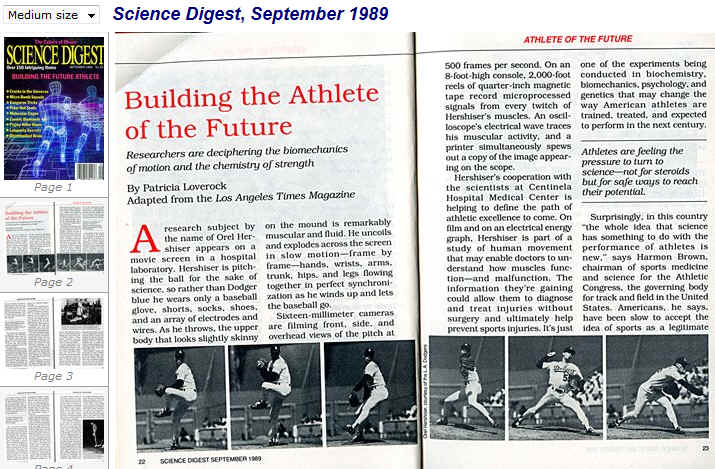 Medium size
Science Digest, September 1989
SCIENCE DIGEST
BUILDING THE FUTURE ATHLETE
Page 1
Page 2
Page 3
Page 4
Building the Athlete
of the Future
Researchers are deciphering the biomechanics
of motion and the chemistry of strength
By Patricia Loverock
Adapted from the Los Angeles Times Magazine
A research subject by
the name of Orel Her-
shiser appears on a
movie screen in a hospital
laboratory. Hershiser is pitch-
ing the ball for the sake of
science, so rather than Dodger
blue he wears only a baseball
glove, shorts, socks, shoes,
and an array of electrodes and
wires. As he throws, the upper
body that looks slightly skinny
on the mound is remarkably
muscular and fluid. He uncoils
and explodes across the screen
in slow motion—frame by
frame—hands, wrists, arms,
trunk, hips, and legs flowing
together in perfect synchroni-
zation as he winds up and lets
the baseball go.
Sixteen-millimeter cameras
are filming front, side, and
overhead views of the pitch at
22 SCIENCE DIGEST SEPTEMBER 1989
ATHLETE OF THE FUTURE
500 frames per second. On an
8-foot-high console, 2,000-foot
reels of quarter-inch magnetic
tape record microprocessed
signals from every twitch of
Hershiser's muscles. An oscil-
loscope's electrical wave traces
his muscular activity, and a
printer simultaneously spews
out a copy of the image appear-
ing on the scope.
Hershiser's cooperation with
the scientists at Centinela
Hospital Medical Center is
helping to define the path of
athletic excellence to come. On
film and on an electrical energy
graph, Hershiser is part of a
study of human movement
that may enable doctors to un-
derstand how muscles func-
tion—and malfunction. The
information they're gaining
could allow them to diagnose
and treat injuries without
surgery and ultimately help
prevent sports injuries. It's just
one of the experiments being
conducted in biochemistry,
biomechanics, psychology, and
genetics that may change the
way American athletes are
trained, treated, and expected
to perform in the next century.
Athletes are feeling the
pressure to turn to
science—not for steroids
but for safe ways to reach
their potential.
Surprisingly, in this country
"the whole idea that science
has something to do with the
performance of athletes is
new," says Harmon Brown,
chairman of sports medicine
and science for the Athletic
Congress, the governing body
for track and field in the United
States. Americans, he says,
have been slow to accept the
idea of sports as a legitimate
23